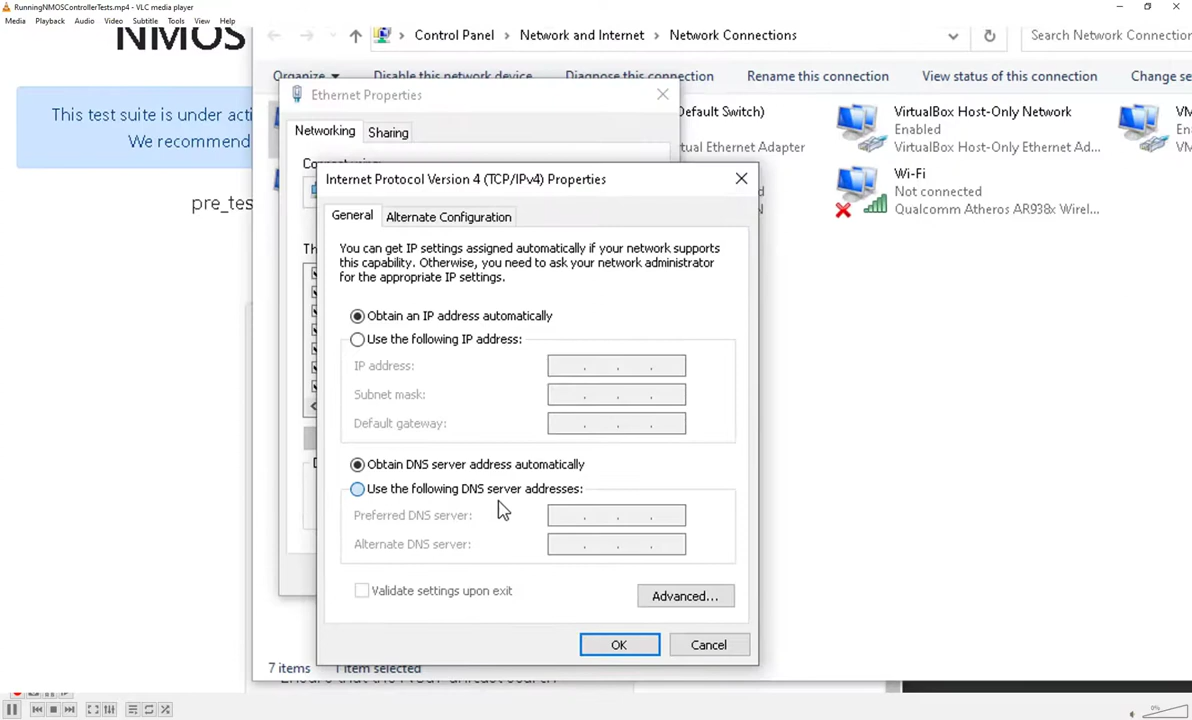 RunningNMOSControllerTests.mp4 - VLC media player
Media Playback Audio Video Subtitle Tools View Help
NMOS
Control Panel > Network and Internet > Network Connections
Search Network Connection
Organize Disable this network device Diagnose this connection Rename this connection View status of this connection Change se
This test suite is under acti
We recommend
pre_tes
Ethernet Properties
Networking Sharing
Default Switch)
tual Ethernet Adapter
VirtualBox Host-Only Network
Enabled
VirtualBox Host-Only Ethernet Ad...
VM
Wi-Fi
Not connected
Qualcomm Atheros AR938x Wirel...
Internet Protocol Version 4 (TCP/IPv4) Properties
General Alternate Configuration
You can get IP settings assigned automatically if your network supports
this capability. Otherwise, you need to ask your network administrator
for the appropriate IP settings.
Obtain an IP address automatically
Use the following IP address:
IP address:
Subnet mask:
Default gateway:
Obtain DNS server address automatically
Use the following DNS server addresses:
Preferred DNS server:
Alternate DNS server:
Validate settings upon exit
Advanced...
OK Cancel
7 items 1 item selected
0%